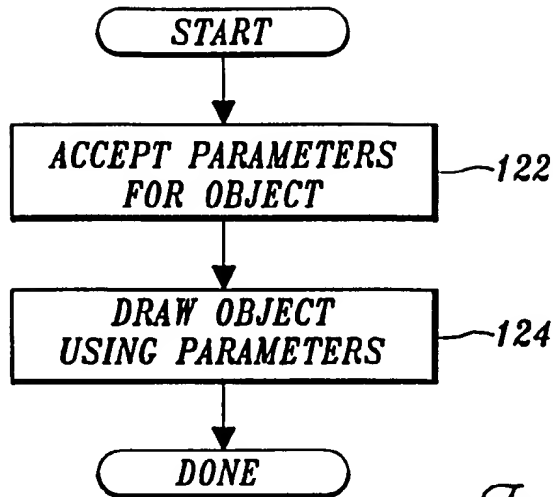 START
ACCEPT PARAMETERS
FOR OBJECT
122
DRAW OBJECT
USING PARAMETERS
124
DONE